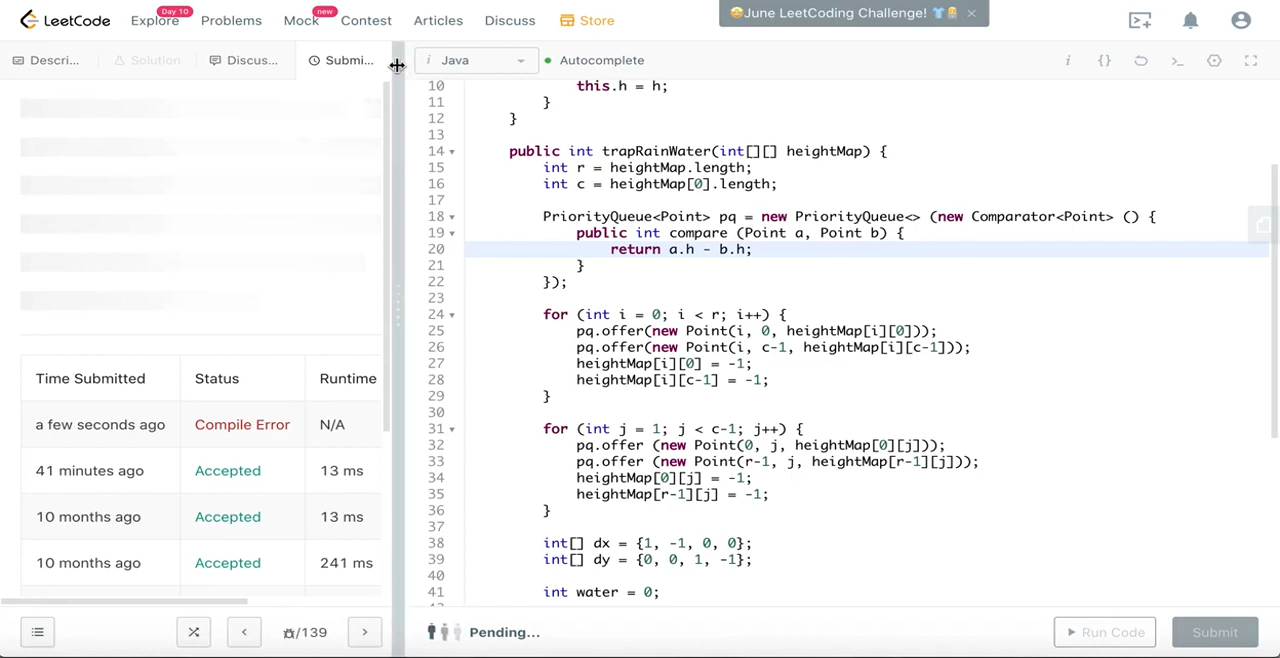 LeetCode
Explore
Day 10
Problems
Mock
new
Contest
Articles
Discuss
Store
😀June LeetCoding Challenge! 👕 ×
Descri...
Solution
Discus...
Submi...
i Java
Autocomplete
i {} >_
10 this.h = h;
11 }
12 }
13
14 public int trapRainWater(int[][] heightMap) {
15 int r = heightMap.length;
16 int c = heightMap[0].length;
17
18 PriorityQueue<Point> pq = new PriorityQueue<> (new Comparator<Point> () {
19 public int compare (Point a, Point b) {
20 return a.h - b.h;
21 }
22 });
23
24 for (int i = 0; i < r; i++) {
25 pq.offer(new Point(i, 0, heightMap[i][0]));
26 pq.offer(new Point(i, c-1, heightMap[i][c-1]));
27 heightMap[i][0] = -1;
28 heightMap[i][c-1] = -1;
29 }
30
31 for (int j = 1; j < c-1; j++) {
32 pq.offer (new Point(0, j, heightMap[0][j]));
33 pq.offer (new Point(r-1, j, heightMap[r-1][j]));
34 heightMap[0][j] = -1;
35 heightMap[r-1][j] = -1;
36 }
37
38 int[] dx = {1, -1, 0, 0};
39 int[] dy = {0, 0, 1, -1};
40
41 int water = 0;
Time Submitted Status Runtime
a few seconds ago Compile Error N/A
41 minutes ago Accepted 13 ms
10 months ago Accepted 13 ms
10 months ago Accepted 241 ms
/139
Pending...
Run Code
Submit